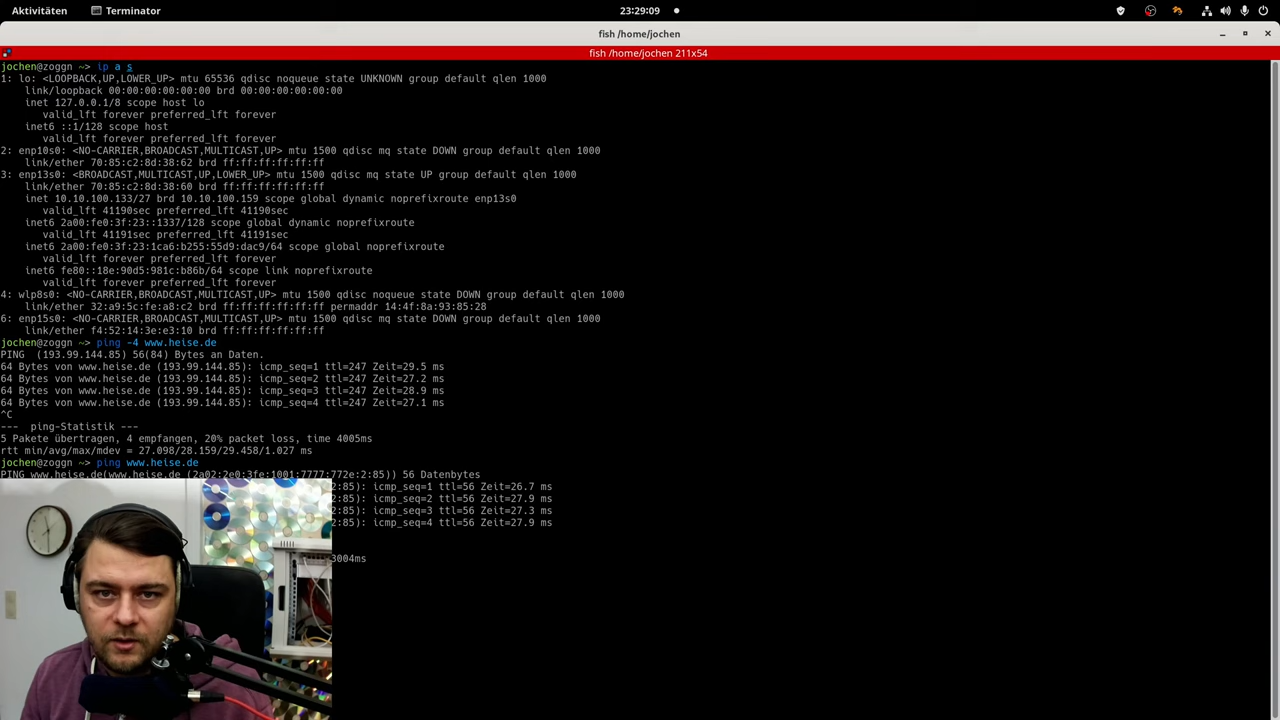 Aktivitäten Terminator 23:29:09
fish /home/jochen
fish /home/jochen 211x54
jochen@zoggn ~> ip a s
1: lo: <LOOPBACK,UP,LOWER_UP> mtu 65536 qdisc noqueue state UNKNOWN group default qlen 1000
    link/loopback 00:00:00:00:00:00 brd 00:00:00:00:00:00
    inet 127.0.0.1/8 scope host lo
       valid_lft forever preferred_lft forever
    inet6 ::1/128 scope host
       valid_lft forever preferred_lft forever
2: enp10s0: <NO-CARRIER,BROADCAST,MULTICAST,UP> mtu 1500 qdisc mq state DOWN group default qlen 1000
    link/ether 70:85:c2:8d:38:62 brd ff:ff:ff:ff:ff:ff
3: enp13s0: <BROADCAST,MULTICAST,UP,LOWER_UP> mtu 1500 qdisc mq state UP group default qlen 1000
    link/ether 70:85:c2:8d:38:60 brd ff:ff:ff:ff:ff:ff
    inet 10.10.100.133/27 brd 10.10.100.159 scope global dynamic noprefixroute enp13s0
       valid_lft 41190sec preferred_lft 41190sec
    inet6 2a00:fe0:3f:23::1337/128 scope global dynamic noprefixroute
       valid_lft 41191sec preferred_lft 41191sec
    inet6 2a00:fe0:3f:23:1ca6:b255:55d9:dac9/64 scope global noprefixroute
       valid_lft forever preferred_lft forever
    inet6 fe80::18e:90d5:981c:b86b/64 scope link noprefixroute
       valid_lft forever preferred_lft forever
4: wlp8s0: <NO-CARRIER,BROADCAST,MULTICAST,UP> mtu 1500 qdisc noqueue state DOWN group default qlen 1000
    link/ether 32:a9:5c:fe:a8:c2 brd ff:ff:ff:ff:ff:ff permaddr 14:4f:8a:93:85:28
6: enp15s0: <NO-CARRIER,BROADCAST,MULTICAST,UP> mtu 1500 qdisc mq state DOWN group default qlen 1000
    link/ether f4:52:14:3e:e3:10 brd ff:ff:ff:ff:ff:ff
jochen@zoggn ~> ping -4 www.heise.de
PING  (193.99.144.85) 56(84) Bytes an Daten.
64 Bytes von www.heise.de (193.99.144.85): icmp_seq=1 ttl=247 Zeit=29.5 ms
64 Bytes von www.heise.de (193.99.144.85): icmp_seq=2 ttl=247 Zeit=27.2 ms
64 Bytes von www.heise.de (193.99.144.85): icmp_seq=3 ttl=247 Zeit=28.9 ms
64 Bytes von www.heise.de (193.99.144.85): icmp_seq=4 ttl=247 Zeit=27.1 ms
^C
---  ping-Statistik ---
5 Pakete übertragen, 4 empfangen, 20% packet loss, time 4005ms
rtt min/avg/max/mdev = 27.098/28.159/29.458/1.027 ms
jochen@zoggn ~> ping www.heise.de
PING www.heise.de(www.heise.de (2a02:2e0:3fe:1001:7777:772e:2:85)) 56 Datenbytes
2:85): icmp_seq=1 ttl=56 Zeit=26.7 ms
2:85): icmp_seq=2 ttl=56 Zeit=27.9 ms
2:85): icmp_seq=3 ttl=56 Zeit=27.3 ms
2:85): icmp_seq=4 ttl=56 Zeit=27.9 ms
3004ms